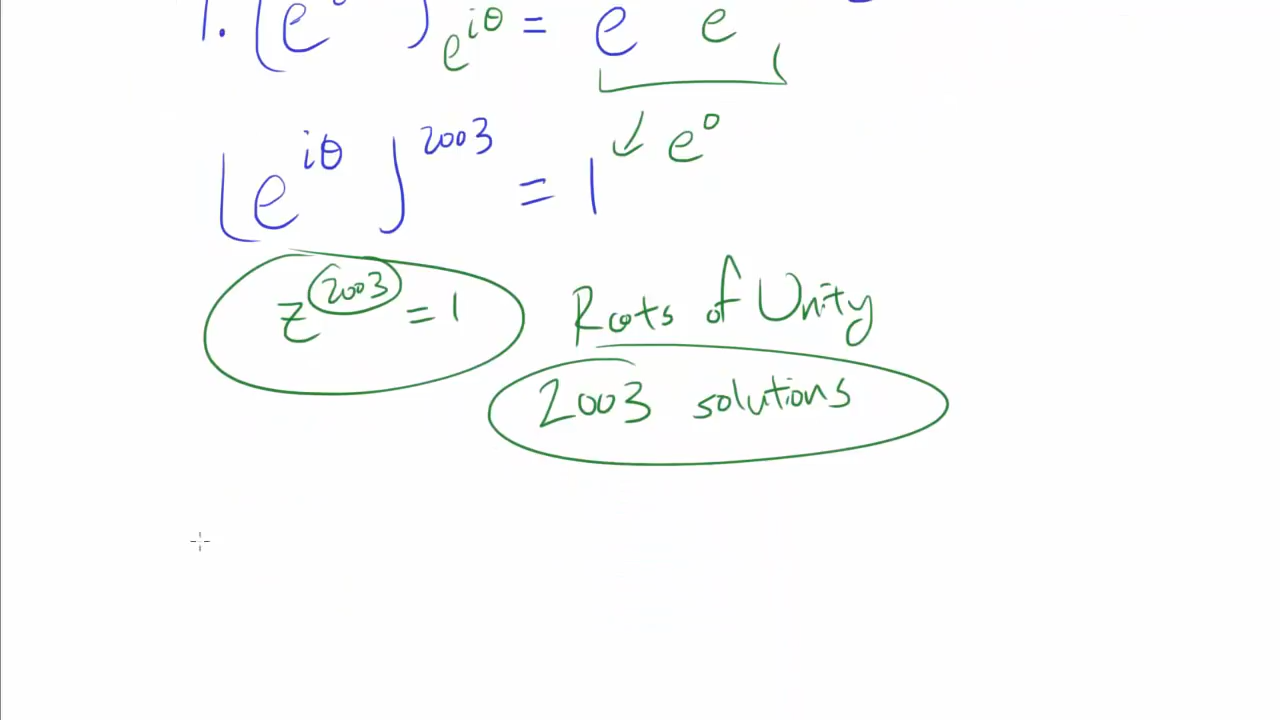 1. [e ] e^{iθ} = e e
[e^{iθ}]^{2003} = 1 e^0
z^{2003} = 1 Roots of Unity
2003 solutions